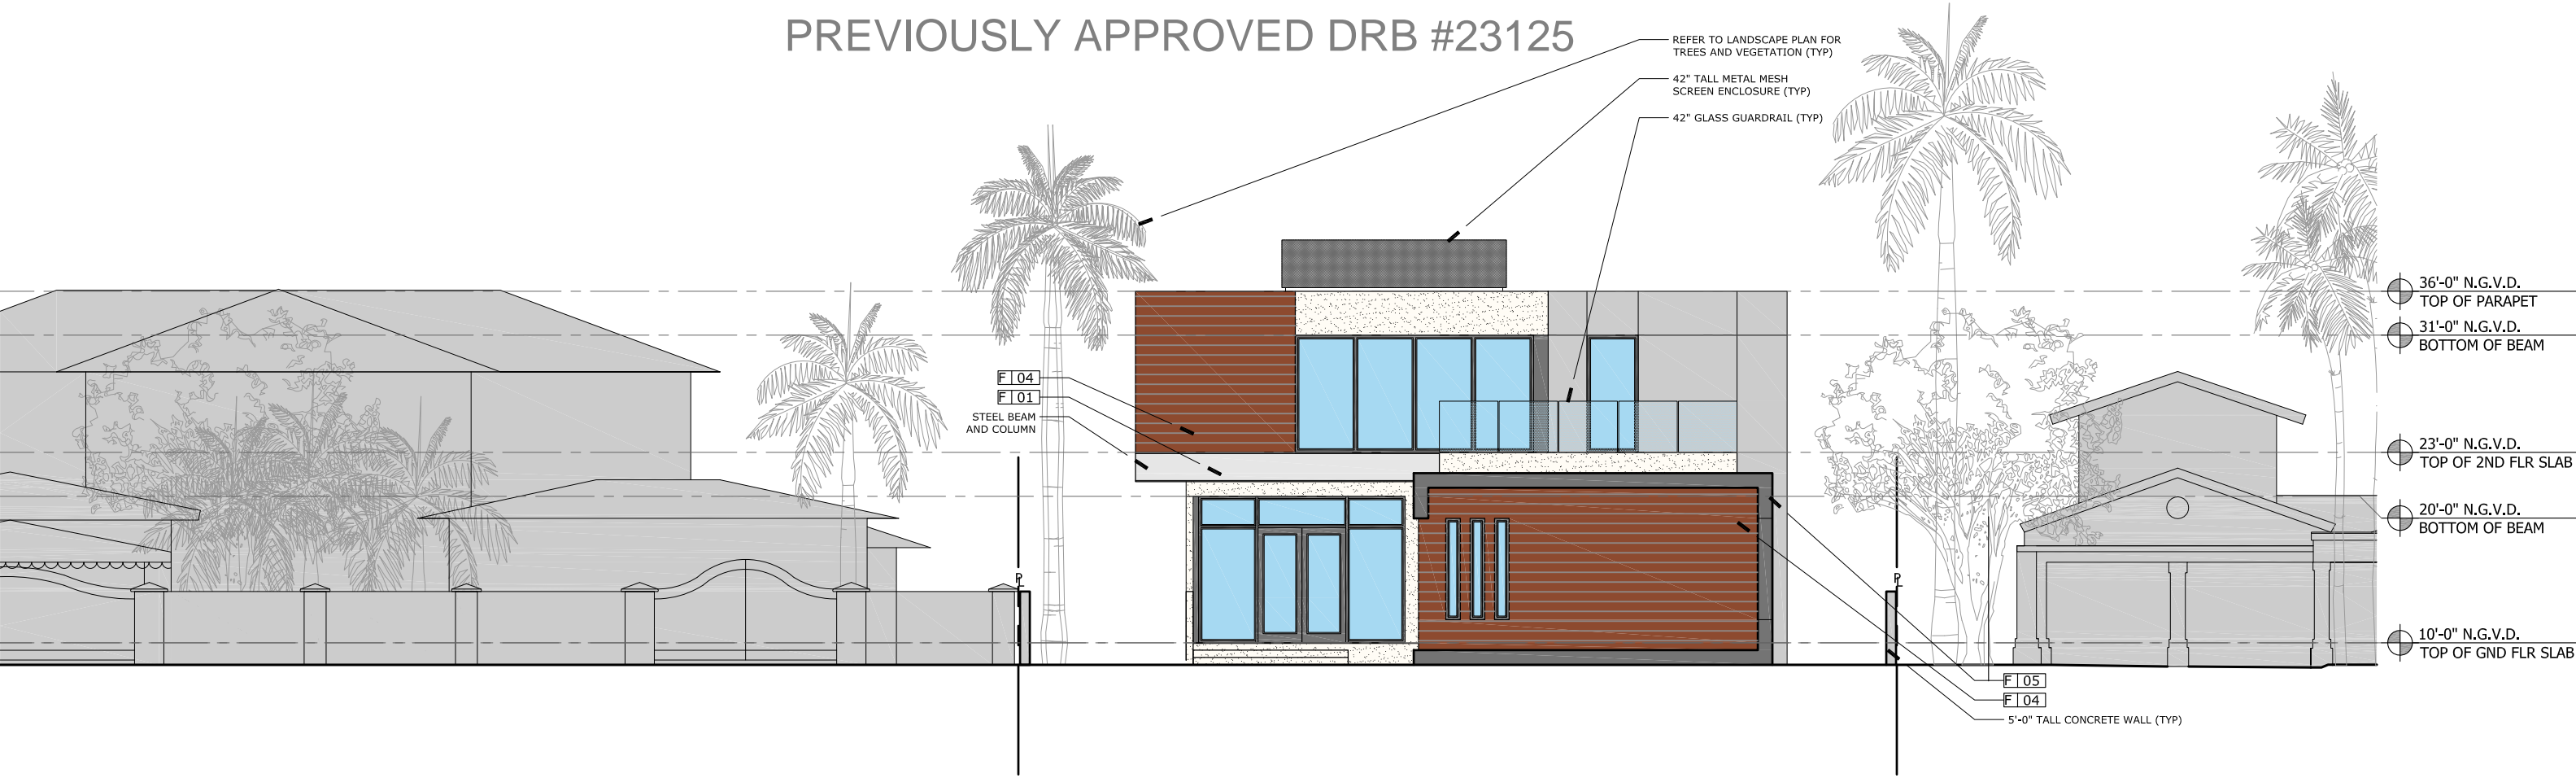 PREVIOUSLY APPROVED DRB #23125
REFER TO LANDSCAPE PLAN FOR
TREES AND VEGETATION (TYP)
42" TALL METAL MESH
SCREEN ENCLOSURE (TYP)
42" GLASS GUARDRAIL (TYP)
36'-0" N.G.V.D.
TOP OF PARAPET
31'-0" N.G.V.D.
BOTTOM OF BEAM
F 04
F 01
STEEL BEAM
AND COLUMN
23'-0" N.G.V.D.
TOP OF 2ND FLR SLAB
20'-0" N.G.V.D.
BOTTOM OF BEAM
PL
PL
10'-0" N.G.V.D.
TOP OF GND FLR SLAB
F 05
F 04
5'-0" TALL CONCRETE WALL (TYP)